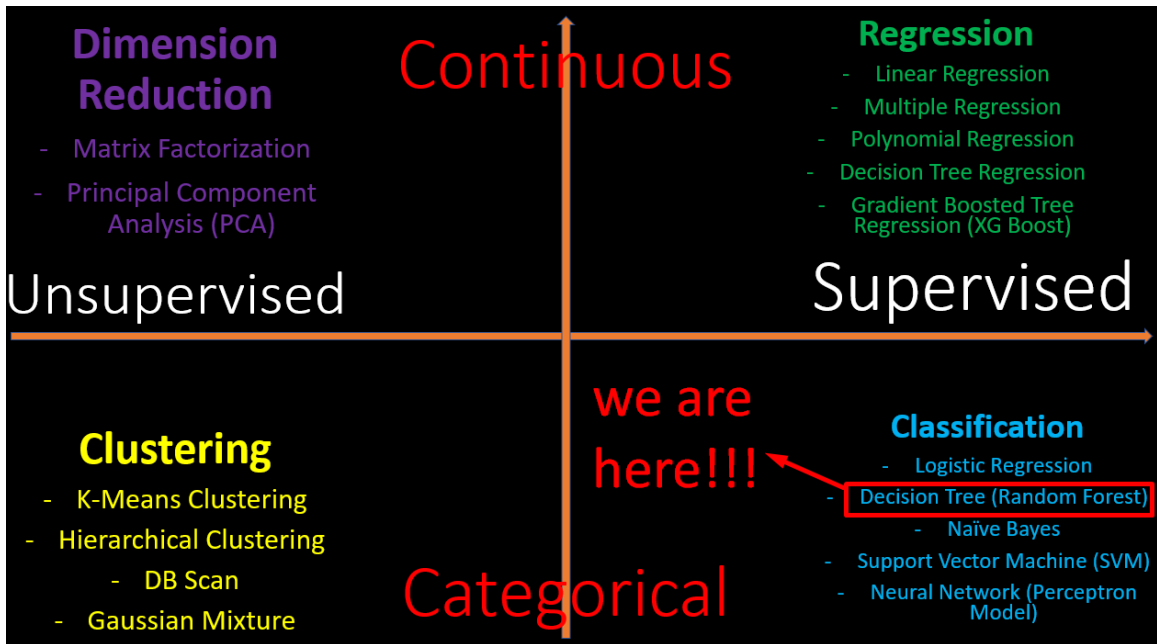 Dimension
Reduction
- Matrix Factorization
- Principal Component
Analysis (PCA)
Continuous
Regression
- Linear Regression
- Multiple Regression
- Polynomial Regression
- Decision Tree Regression
- Gradient Boosted Tree
Regression (XG Boost)
Unsupervised
Supervised
Clustering
- K-Means Clustering
- Hierarchical Clustering
- DB Scan
- Gaussian Mixture
we are
here!!!
Categorical
Classification
- Logistic Regression
- Decision Tree (Random Forest)
- Naïve Bayes
- Support Vector Machine (SVM)
- Neural Network (Perceptron
Model)